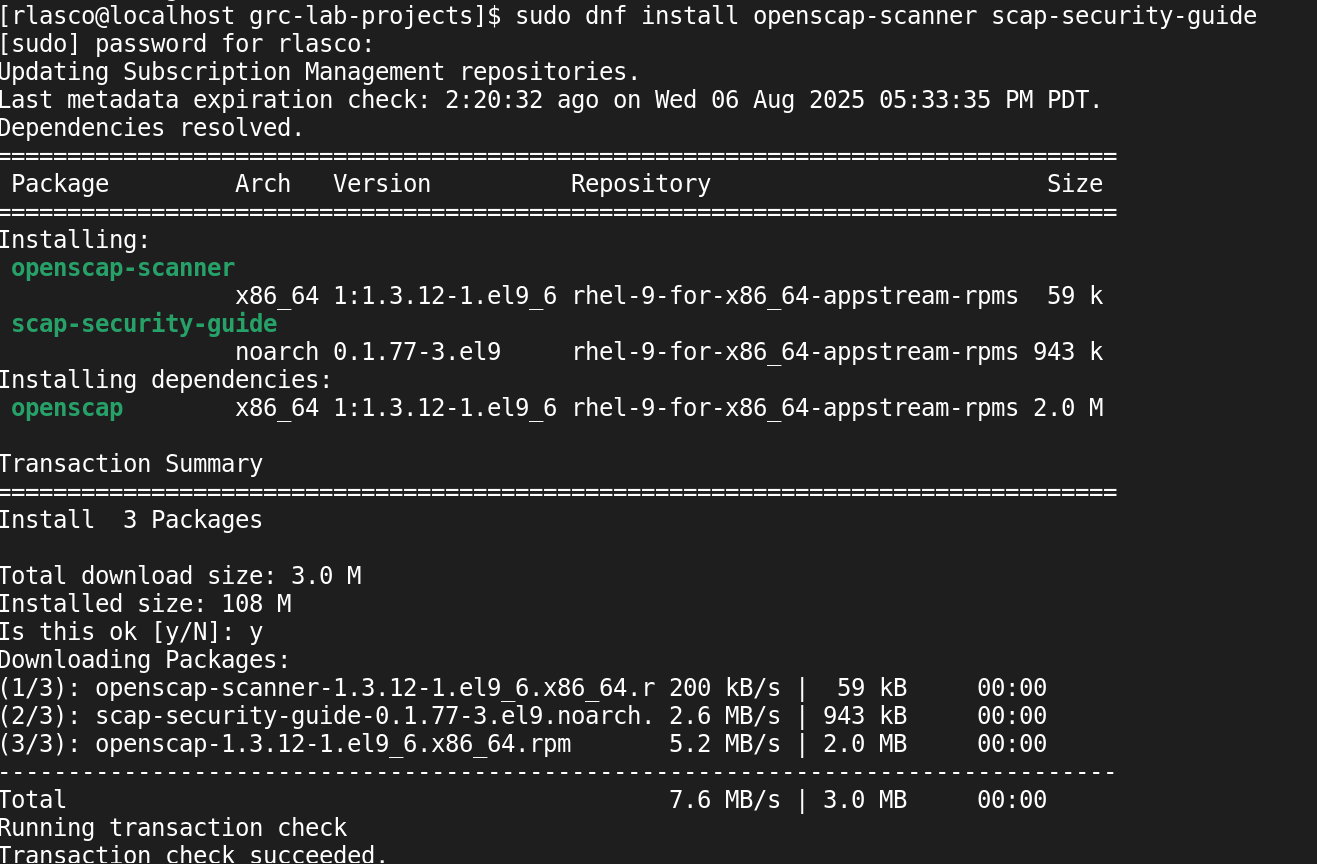 [rlasco@localhost grc-lab-projects]$ sudo dnf install openscap-scanner scap-security-guide
[sudo] password for rlasco:
Updating Subscription Management repositories.
Last metadata expiration check: 2:20:32 ago on Wed 06 Aug 2025 05:33:35 PM PDT.
Dependencies resolved.
================================================================================
 Package         Arch   Version          Repository                        Size
================================================================================
Installing:
 openscap-scanner
                 x86_64 1:1.3.12-1.el9_6 rhel-9-for-x86_64-appstream-rpms  59 k
 scap-security-guide
                 noarch 0.1.77-3.el9     rhel-9-for-x86_64-appstream-rpms 943 k
Installing dependencies:
 openscap        x86_64 1:1.3.12-1.el9_6 rhel-9-for-x86_64-appstream-rpms 2.0 M

Transaction Summary
================================================================================
Install  3 Packages

Total download size: 3.0 M
Installed size: 108 M
Is this ok [y/N]: y
Downloading Packages:
(1/3): openscap-scanner-1.3.12-1.el9_6.x86_64.r 200 kB/s |  59 kB     00:00
(2/3): scap-security-guide-0.1.77-3.el9.noarch. 2.6 MB/s | 943 kB     00:00
(3/3): openscap-1.3.12-1.el9_6.x86_64.rpm       5.2 MB/s | 2.0 MB     00:00
--------------------------------------------------------------------------------
Total                                           7.6 MB/s | 3.0 MB     00:00
Running transaction check
Transaction check succeeded.